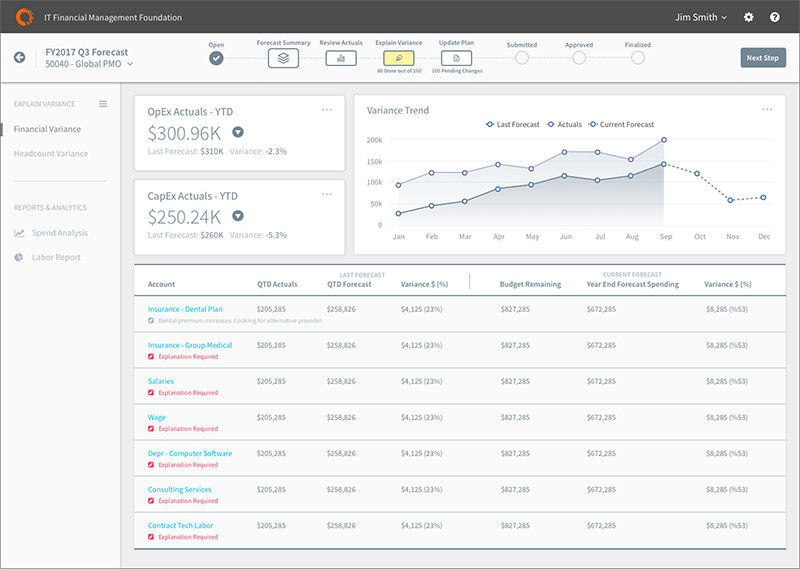 IT Financial Management Foundation
Jim Smith
FY2017 Q3 Forecast
50040 - Global PMO
Open
Forecast Summary
Review Actuals
Explain Variance
80 Done out of 100
Update Plan
100 Pending Changes
Submitted
Approved
Finalized
Next Step
EXPLAIN VARIANCE
Financial Variance
Headcount Variance
REPORTS & ANALYTICS
Spend Analysis
Labor Report
OpEx Actuals - YTD
$300.96K
Last Forecast: $310K Variance: -2.3%
CapEx Actuals - YTD
$250.24K
Last Forecast: $260K Variance: -5.3%
Variance Trend
Last Forecast Actuals Current Forecast
200k
150k
100k
50k
0
Jan Feb Mar Apr May Jun Jul Aug Sep Oct Nov Dec
LAST FORECAST CURRENT FORECAST
Account QTD Actuals QTD Forecast Variance $ (%) Budget Remaining Year End Forecast Spending Variance $ (%)
Insurance - Dental Plan $205,285 $258,826 $4,125 (23%) $827,285 $672,285 $8,285 (%53)
Dental premium increases. Looking for alternative provider.
Insurance - Group Medical $205,285 $258,826 $4,125 (23%) $827,285 $672,285 $8,285 (%53)
Explanation Required
Salaries $205,285 $258,826 $4,125 (23%) $827,285 $672,285 $8,285 (%53)
Explanation Required
Wage $205,285 $258,826 $4,125 (23%) $827,285 $672,285 $8,285 (%53)
Explanation Required
Depr - Computer Software $205,285 $258,826 $4,125 (23%) $827,285 $672,285 $8,285 (%53)
Explanation Required
Consulting Services $205,285 $258,826 $4,125 (23%) $827,285 $672,285 $8,285 (%53)
Explanation Required
Contract Tech Labor $205,285 $258,826 $4,125 (23%) $827,285 $672,285 $8,285 (%53)
Explanation Required